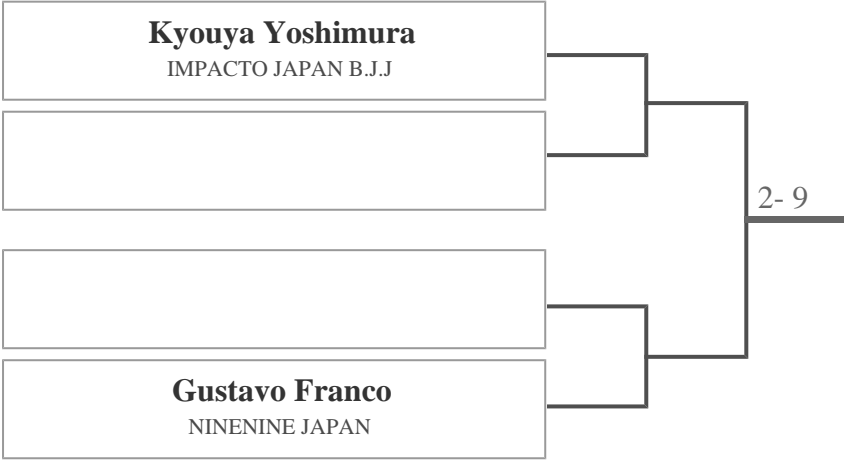 Kyouya Yoshimura
IMPACTO JAPAN B.J.J
2- 9
Gustavo Franco
NINENINE JAPAN